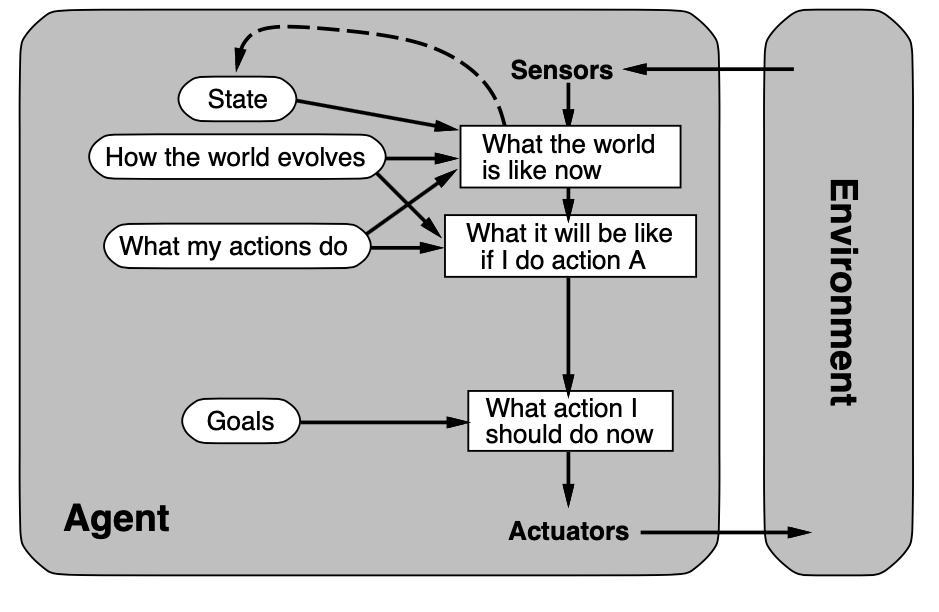 Sensors
State
What the world
is like now
How the world evolves
What my actions do
What it will be like
if I do action A
Goals
What action I
should do now
Agent
Actuators
Environment